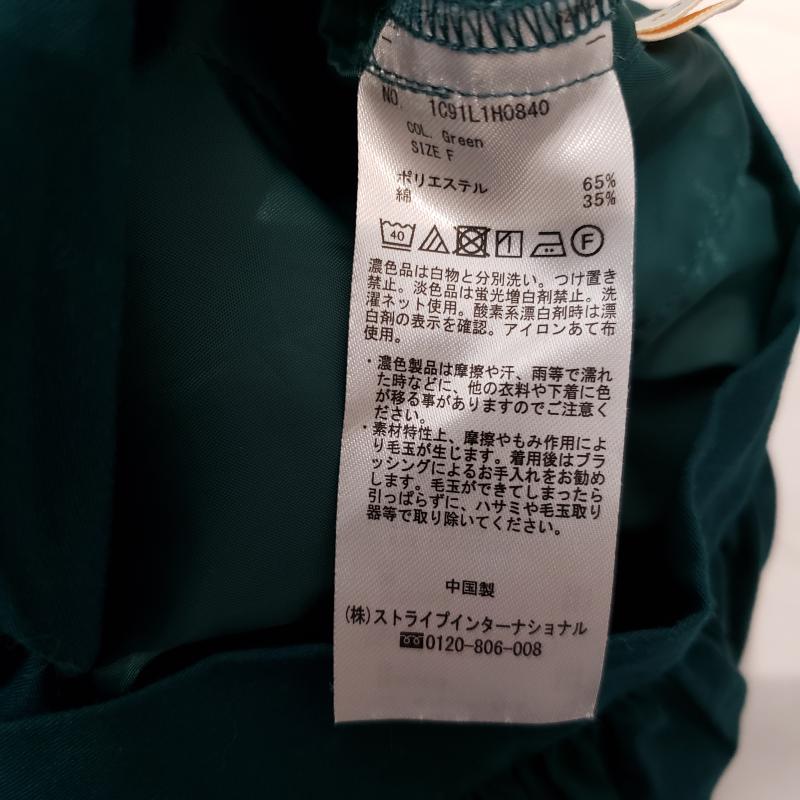 NO. 1C91L1H0840
COL. Green
SIZE F
ポリエステル 65%
綿 35%
40
F
濃色品は白物と分別洗い。つけ置き
禁止。淡色品は蛍光増白剤禁止。洗
濯ネット使用。酸素系漂白剤時は漂
白剤の表示を確認。アイロンあて布
使用。
・濃色製品は摩擦や汗、雨等で濡れ
た時などに、他の衣料や下着に色
が移る事がありますのでご注意く
ださい。
・素材特性上、摩擦やもみ作用によ
り毛玉が生じます。着用後はブラ
ッシングによるお手入れをお勧め
します。毛玉ができてしまったら
引っぱらずに、ハサミや毛玉取り
器等で取り除いてください。
中国製
(株)ストライプインターナショナル
0120-806-008